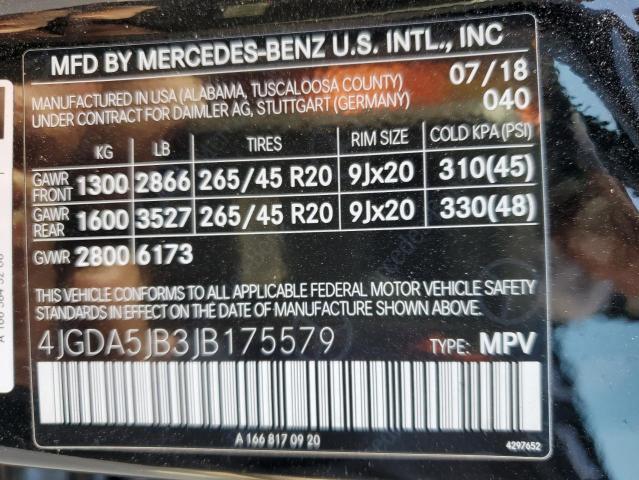 MFD BY MERCEDES-BENZ U.S. INTL., INC
MANUFACTURED IN USA (ALABAMA, TUSCALOOSA COUNTY) 07/18
UNDER CONTRACT FOR DAIMLER AG, STUTTGART (GERMANY) 040
KG LB TIRES RIM SIZE COLD KPA (PSI)
GAWR FRONT 1300 2866 265/45 R20 9Jx20 310(45)
GAWR REAR 1600 3527 265/45 R20 9Jx20 330(48)
GVWR 2800 6173
THIS VEHICLE CONFORMS TO ALL APPLICABLE FEDERAL MOTOR VEHICLE SAFETY
STANDARDS IN EFFECT ON THE DATE OF MANUFACTURE SHOWN ABOVE.
4JGDA5JB3JB175579 TYPE: MPV
A 166 817 09 20
4297652